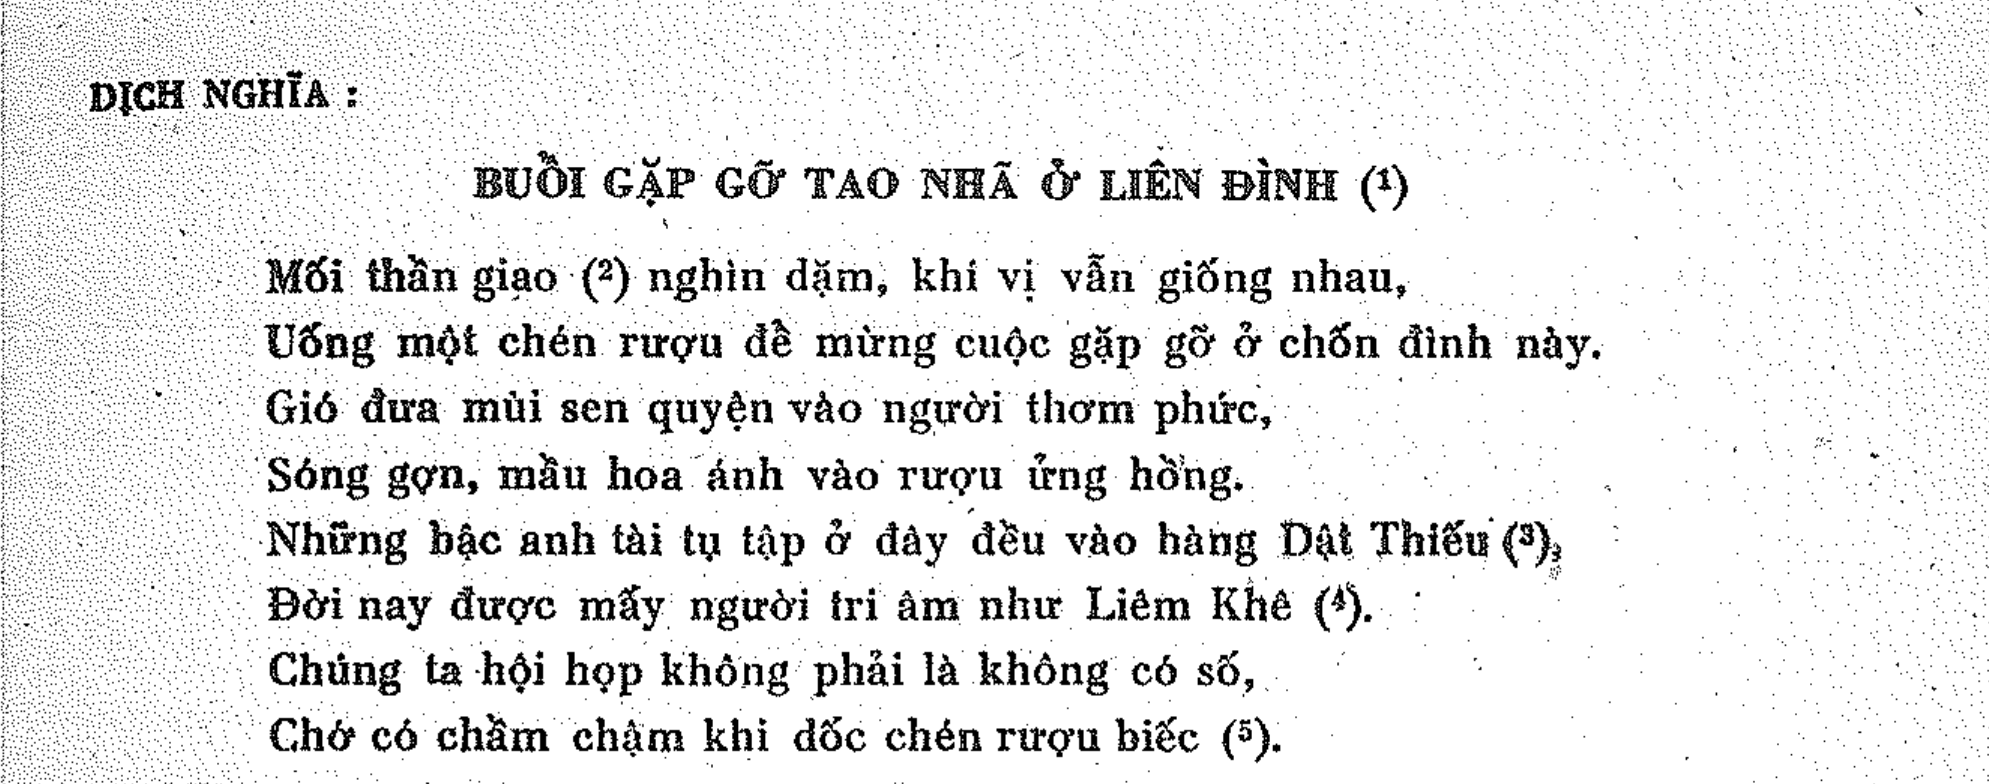 DỊCH NGHĨA :
BUỔI GẶP GỠ TAO NHÃ Ở LIÊN ĐÌNH (¹)
Mối thần giao (²) nghìn dặm, khí vị vẫn giống nhau,
Uống một chén rượu để mừng cuộc gặp gỡ ở chốn đình này.
Gió đưa mùi sen quyện vào người thơm phức,
Sóng gợn, mầu hoa ánh vào rượu ửng hồng.
Những bậc anh tài tụ tập ở đây đều vào hàng Dật Thiếu (³),
Đời nay được mấy người tri âm như Liêm Khê (⁴).
Chúng ta hội họp không phải là không có số,
Chớ có chầm chậm khi dốc chén rượu biếc (⁵).